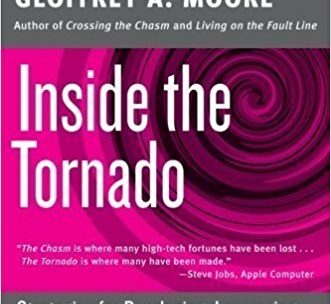 GEOFFREY A. MOORE
Author of Crossing the Chasm and Living on the Fault Line
Inside the
Tornado
"The Chasm is where many high-tech fortunes have been lost . . .
The Tornado is where many have been made."
—Steve Jobs, Apple Computer